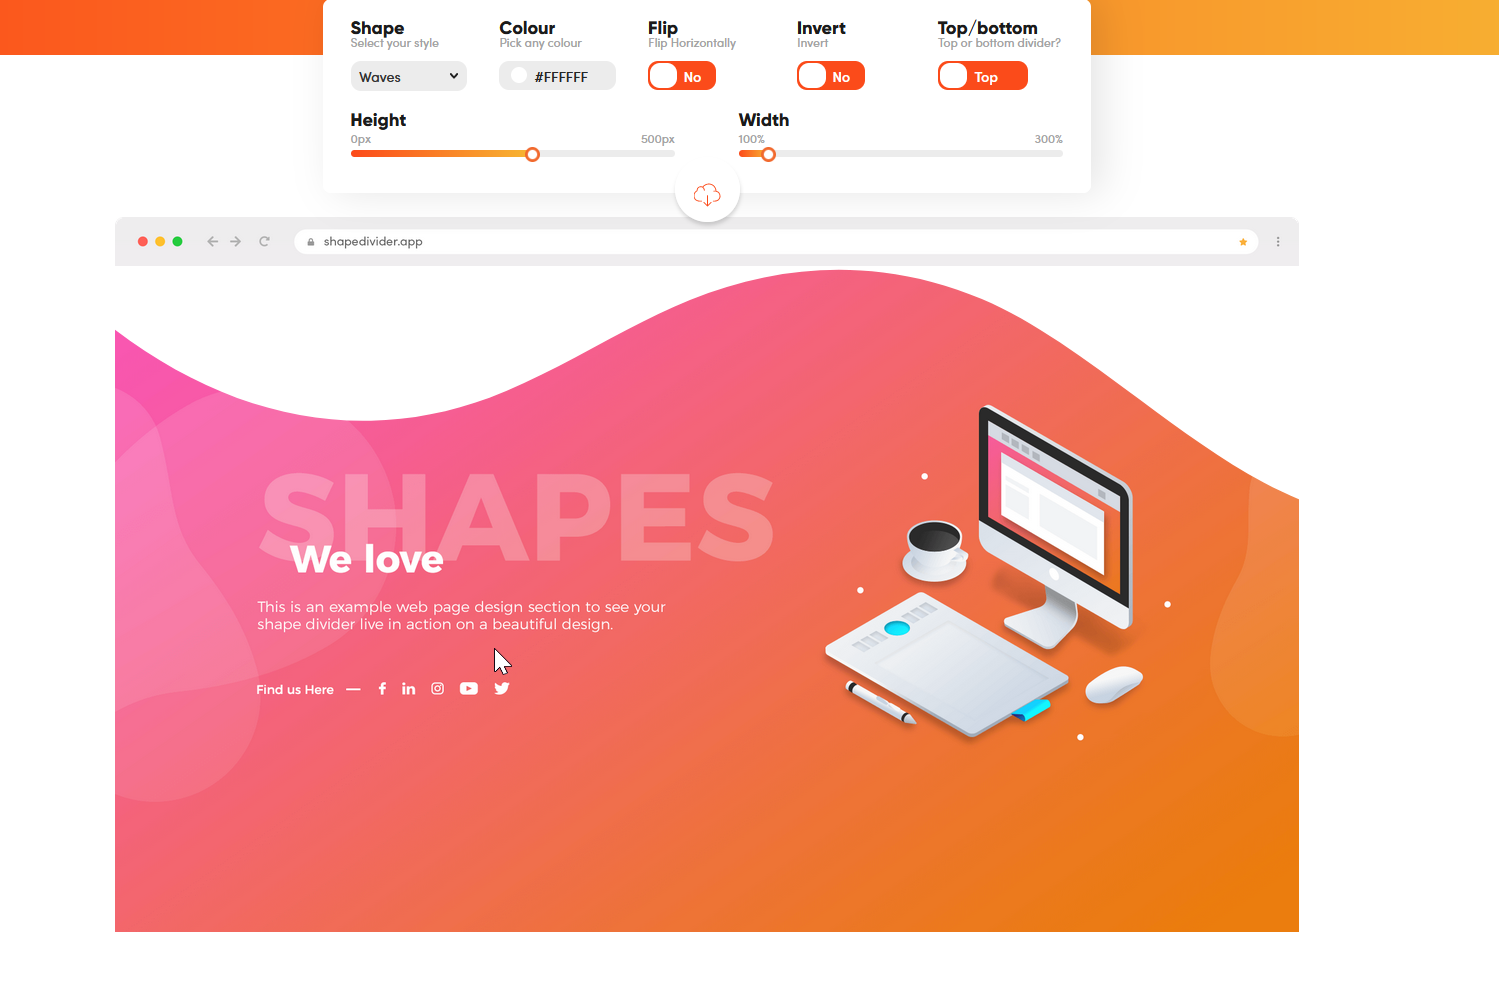 Shape
Select your style
Waves
Colour
Pick any colour
#FFFFFF
Flip
Flip Horizontally
No
Invert
Invert
No
Top/bottom
Top or bottom divider?
Top
Height
0px 500px
Width
100% 300%
shapedivider.app
SHAPES
We love
This is an example web page design section to see your
shape divider live in action on a beautiful design.
Find us Here